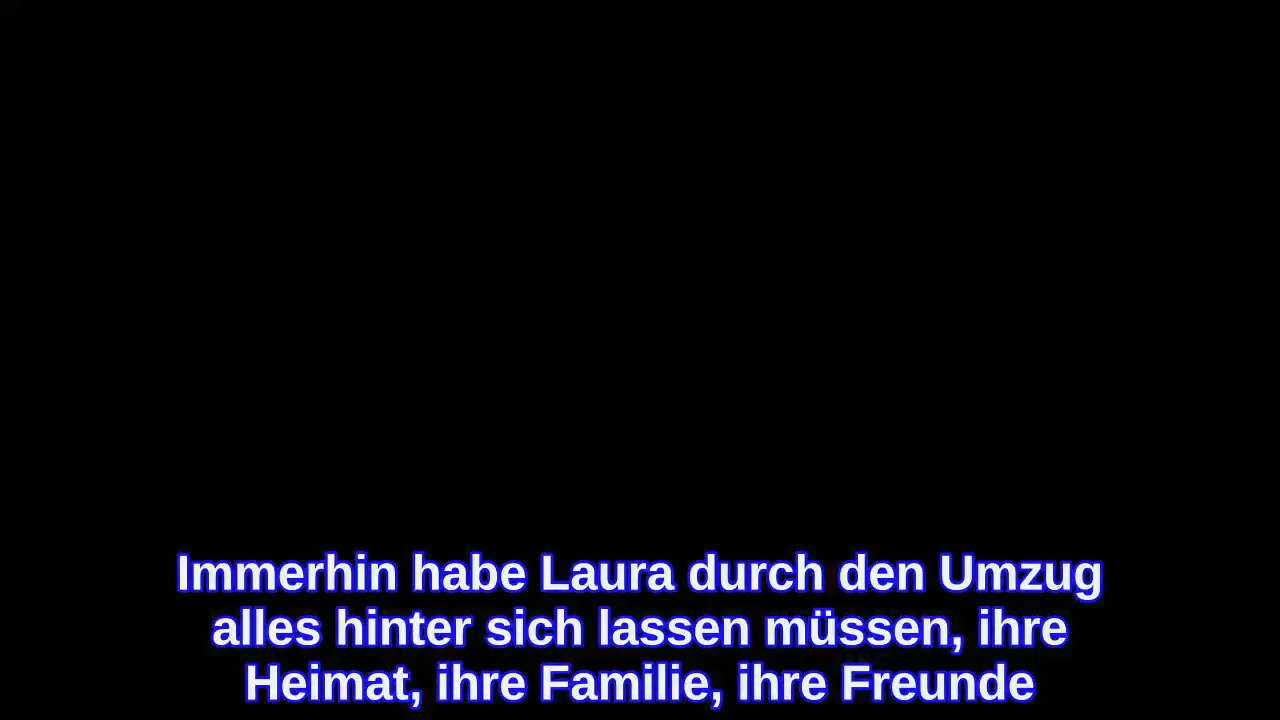 Immerhin habe Laura durch den Umzug
alles hinter sich lassen müssen, ihre
Heimat, ihre Familie, ihre Freunde